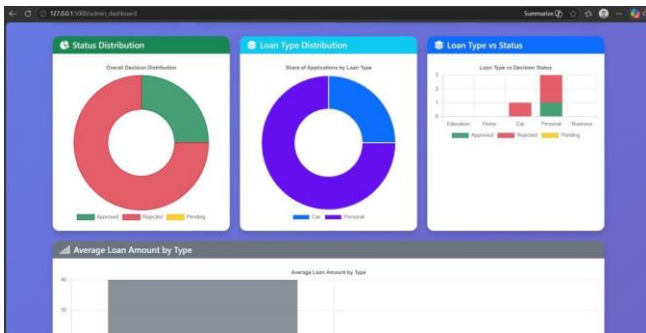 127.0.0.1:5000/admin_dashboard
Summarize
Status Distribution
Overall Decision Distribution
Approved Rejected Pending
Loan Type Distribution
Share of Applications by Loan Type
Car Personal
Loan Type vs Status
Loan Type vs Decision Status
3
2
1
0
Education Home Car Personal Business
Approved Rejected Pending
Average Loan Amount by Type
Average Loan Amount by Type